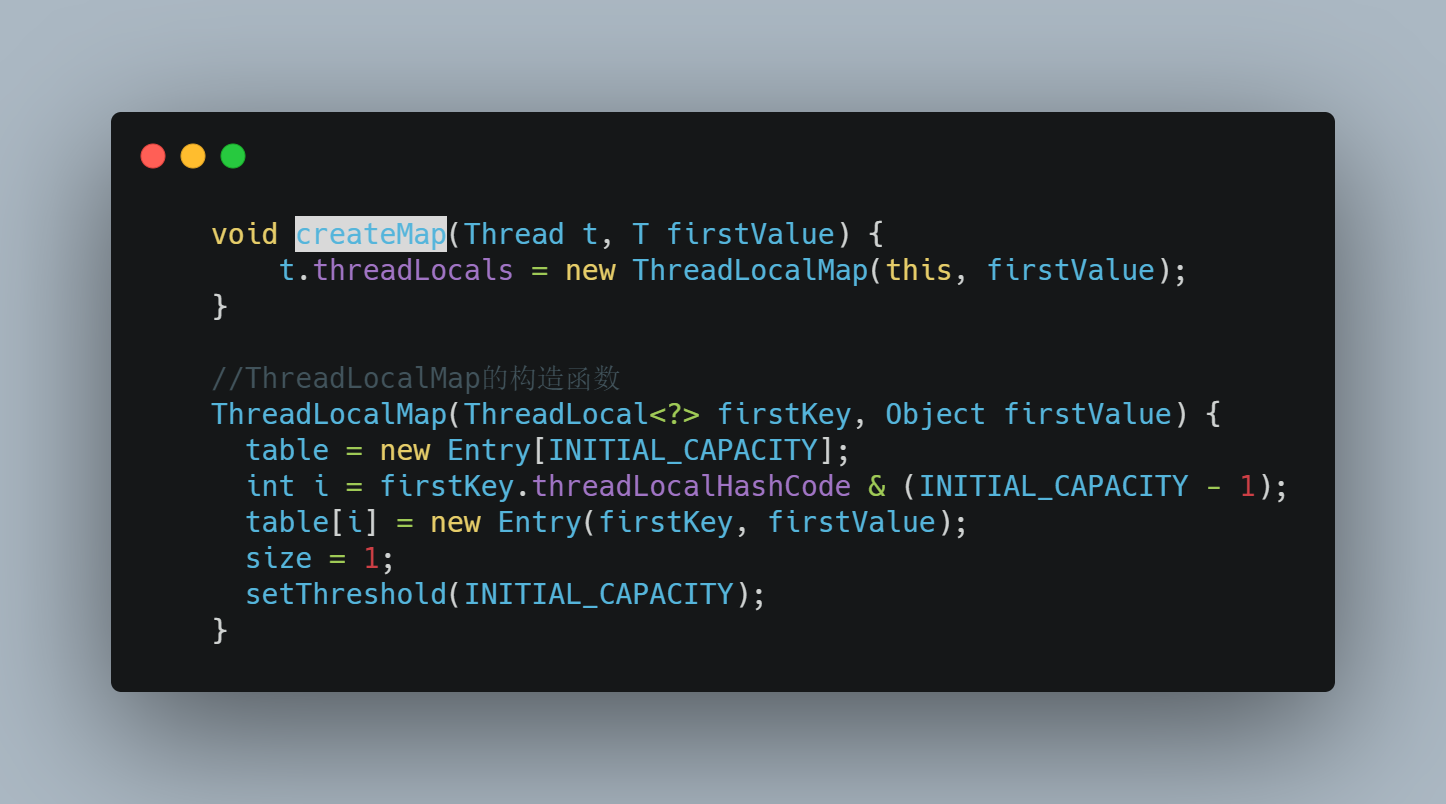 void createMap(Thread t, T firstValue) {
    t.threadLocals = new ThreadLocalMap(this, firstValue);
}

//ThreadLocalMap的构造函数
ThreadLocalMap(ThreadLocal<?> firstKey, Object firstValue) {
  table = new Entry[INITIAL_CAPACITY];
  int i = firstKey.threadLocalHashCode & (INITIAL_CAPACITY - 1);
  table[i] = new Entry(firstKey, firstValue);
  size = 1;
  setThreshold(INITIAL_CAPACITY);
}